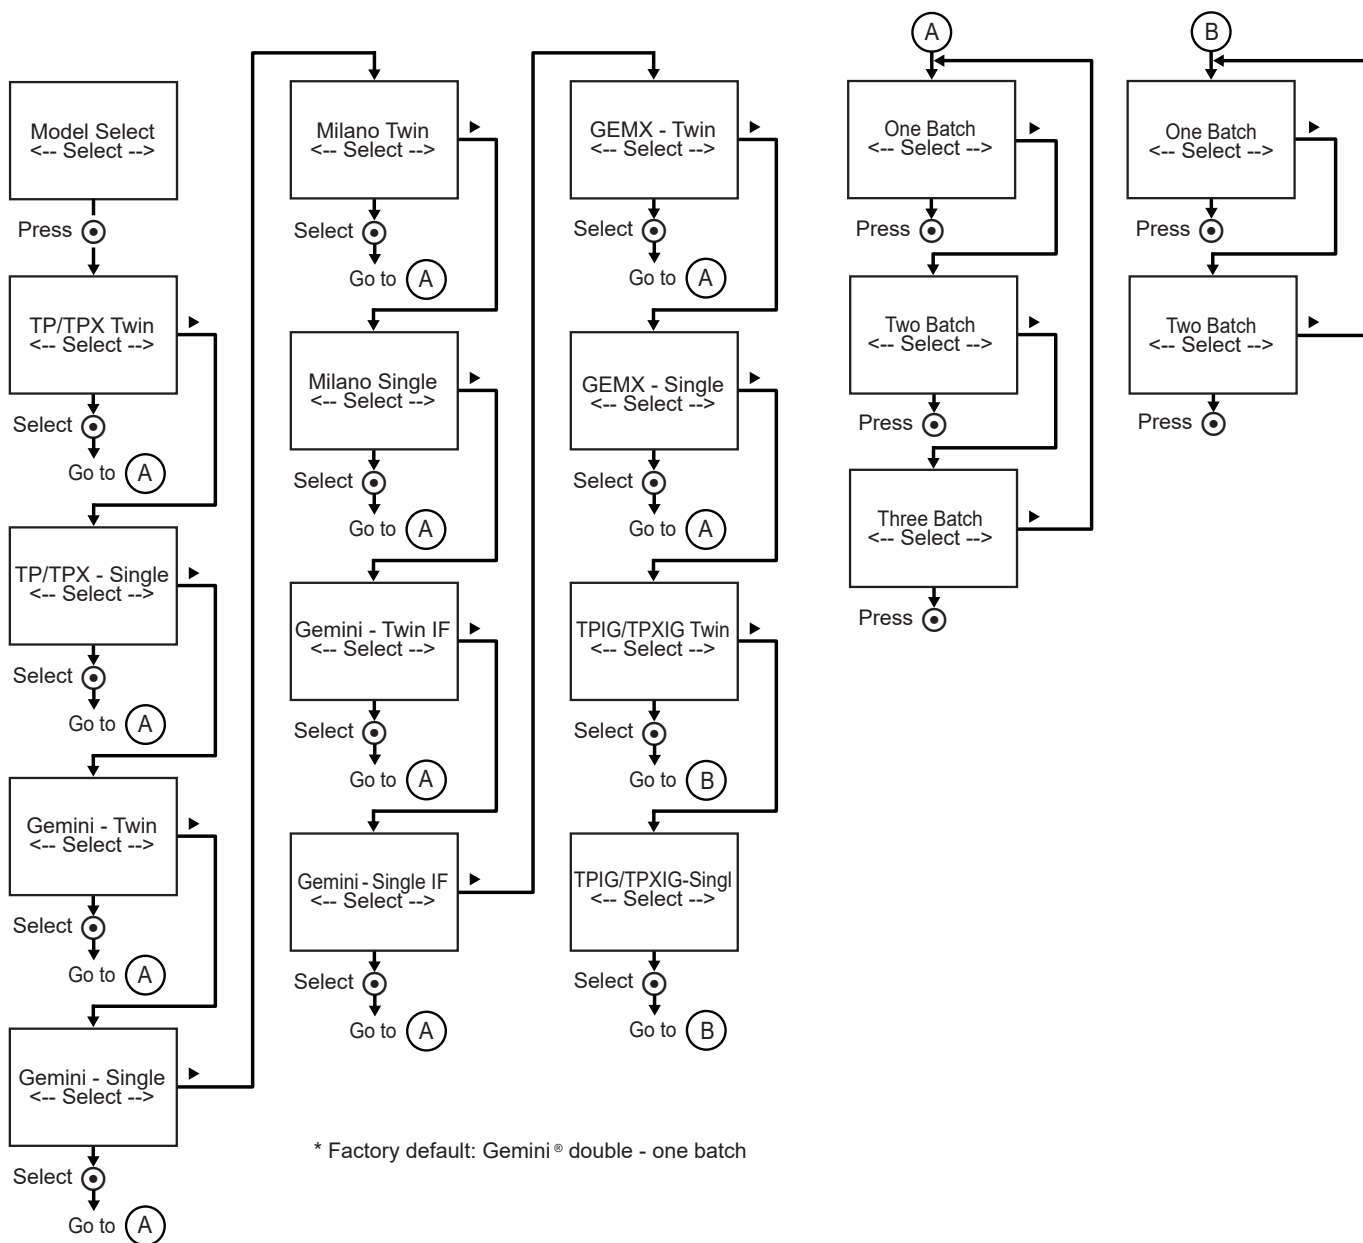 Model Select
<-- Select -->
Press
TP/TPX Twin
<-- Select -->
Select
Go to A
TP/TPX - Single
<-- Select -->
Select
Go to A
Gemini - Twin
<-- Select -->
Select
Go to A
Gemini - Single
<-- Select -->
Select
Go to A
Milano Twin
<-- Select -->
Select
Go to A
Milano Single
<-- Select -->
Select
Go to A
Gemini - Twin IF
<-- Select -->
Select
Go to A
Gemini - Single IF
<-- Select -->
Select
Go to A
GEMX - Twin
<-- Select -->
Select
Go to A
GEMX - Single
<-- Select -->
Select
Go to A
TPIG/TPXIG Twin
<-- Select -->
Select
Go to B
TPIG/TPXIG-Singl
<-- Select -->
Select
Go to B
A
One Batch
<-- Select -->
Press
Two Batch
<-- Select -->
Press
Three Batch
<-- Select -->
Press
B
One Batch
<-- Select -->
Press
Two Batch
<-- Select -->
Press
* Factory default: Gemini® double - one batch